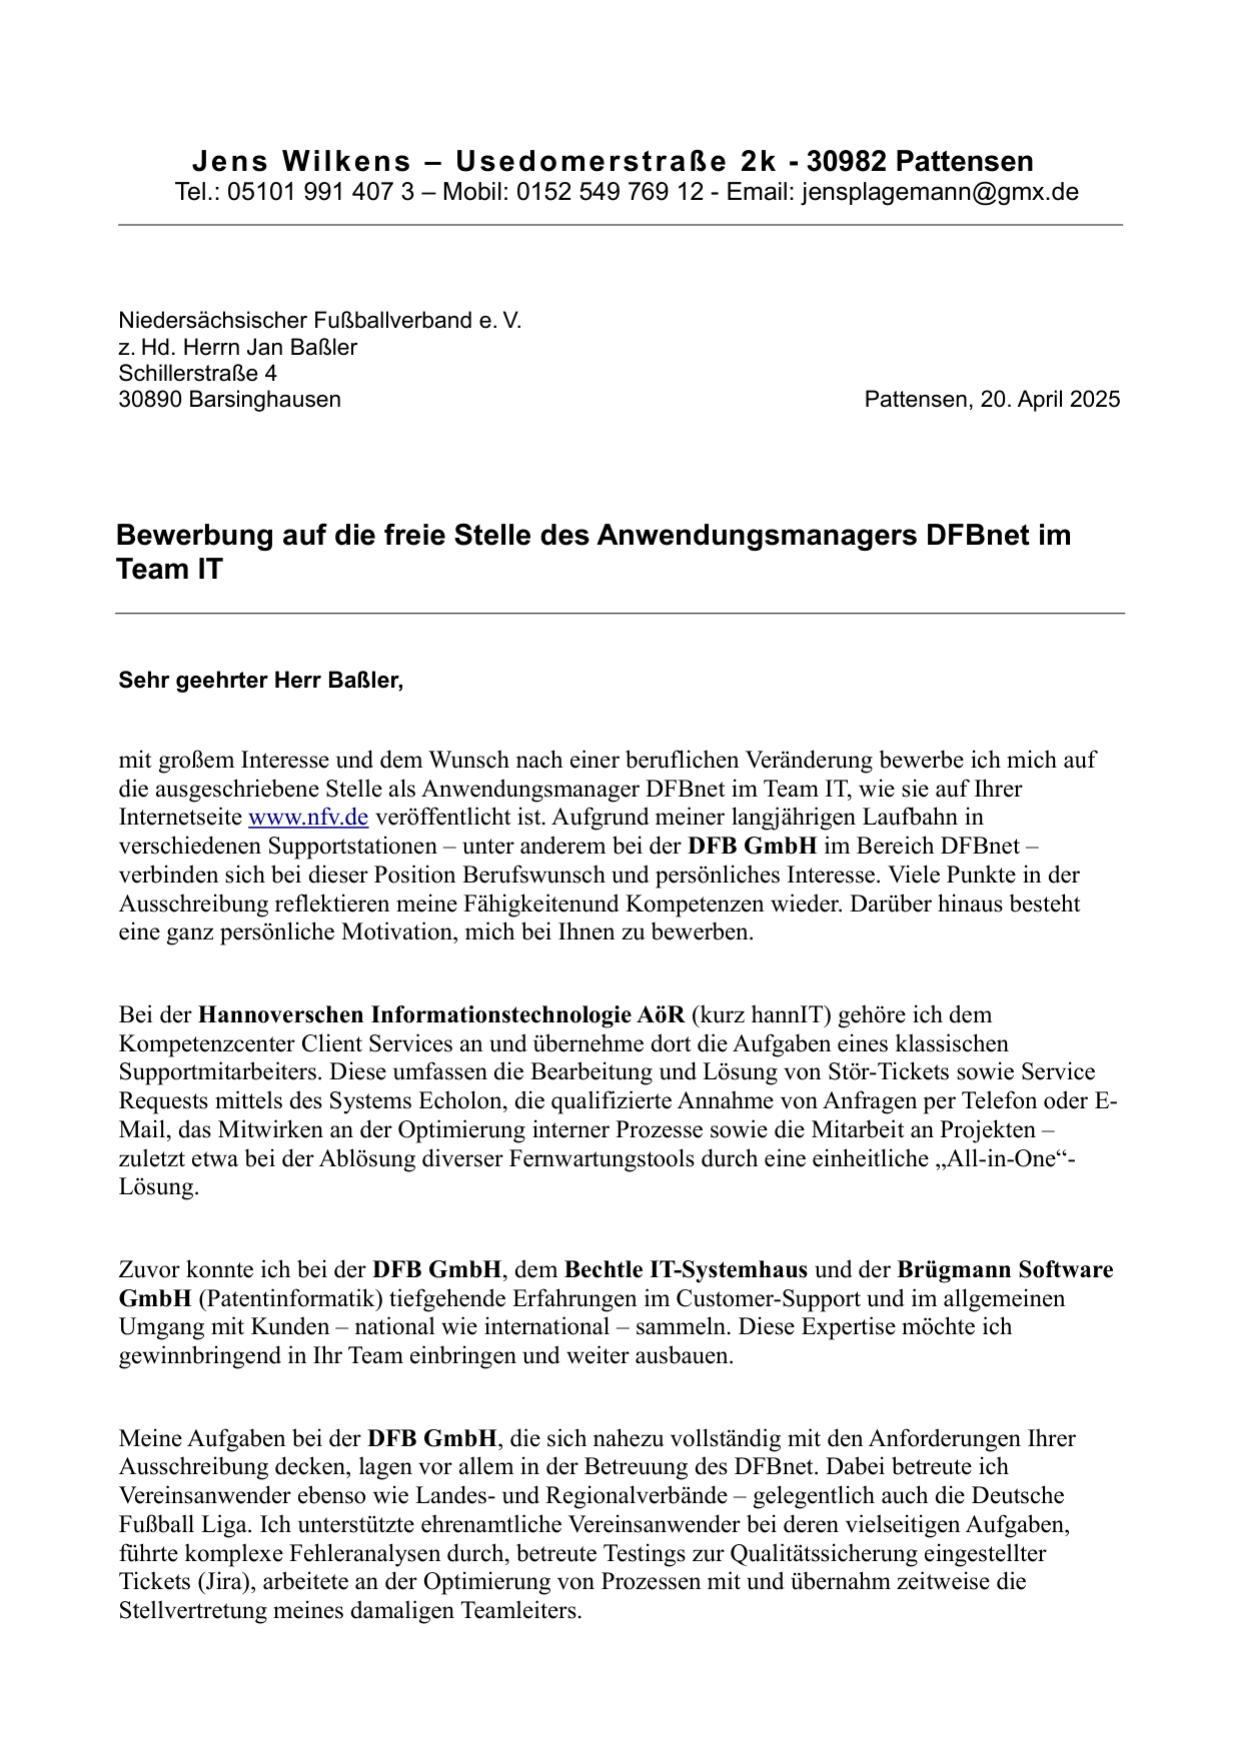 Jens Wilkens – Usedomerstraße 2k - 30982 Pattensen
Tel.: 05101 991 407 3 – Mobil: 0152 549 769 12 - Email: jensplagemann@gmx.de
Niedersächsischer Fußballverband e. V.
z. Hd. Herrn Jan Baßler
Schillerstraße 4
30890 Barsinghausen
Pattensen, 20. April 2025
Bewerbung auf die freie Stelle des Anwendungsmanagers DFBnet im
Team IT
Sehr geehrter Herr Baßler,
mit großem Interesse und dem Wunsch nach einer beruflichen Veränderung bewerbe ich mich auf
die ausgeschriebene Stelle als Anwendungsmanager DFBnet im Team IT, wie sie auf Ihrer
Internetseite www.nfv.de veröffentlicht ist. Aufgrund meiner langjährigen Laufbahn in
verschiedenen Supportstationen – unter anderem bei der DFB GmbH im Bereich DFBnet –
verbinden sich bei dieser Position Berufswunsch und persönliches Interesse. Viele Punkte in der
Ausschreibung reflektieren meine Fähigkeitenund Kompetenzen wieder. Darüber hinaus besteht
eine ganz persönliche Motivation, mich bei Ihnen zu bewerben.
Bei der Hannoverschen Informationstechnologie AöR (kurz hannIT) gehöre ich dem
Kompetenzcenter Client Services an und übernehme dort die Aufgaben eines klassischen
Supportmitarbeiters. Diese umfassen die Bearbeitung und Lösung von Stör-Tickets sowie Service
Requests mittels des Systems Echolon, die qualifizierte Annahme von Anfragen per Telefon oder E-
Mail, das Mitwirken an der Optimierung interner Prozesse sowie die Mitarbeit an Projekten –
zuletzt etwa bei der Ablösung diverser Fernwartungstools durch eine einheitliche „All-in-One“-
Lösung.
Zuvor konnte ich bei der DFB GmbH, dem Bechtle IT-Systemhaus und der Brügmann Software
GmbH (Patentinformatik) tiefgehende Erfahrungen im Customer-Support und im allgemeinen
Umgang mit Kunden – national wie international – sammeln. Diese Expertise möchte ich
gewinnbringend in Ihr Team einbringen und weiter ausbauen.
Meine Aufgaben bei der DFB GmbH, die sich nahezu vollständig mit den Anforderungen Ihrer
Ausschreibung decken, lagen vor allem in der Betreuung des DFBnet. Dabei betreute ich
Vereinsanwender ebenso wie Landes- und Regionalverbände – gelegentlich auch die Deutsche
Fußball Liga. Ich unterstützte ehrenamtliche Vereinsanwender bei deren vielseitigen Aufgaben,
führte komplexe Fehleranalysen durch, betreute Testings zur Qualitätssicherung eingestellter
Tickets (Jira), arbeitete an der Optimierung von Prozessen mit und übernahm zeitweise die
Stellvertretung meines damaligen Teamleiters.